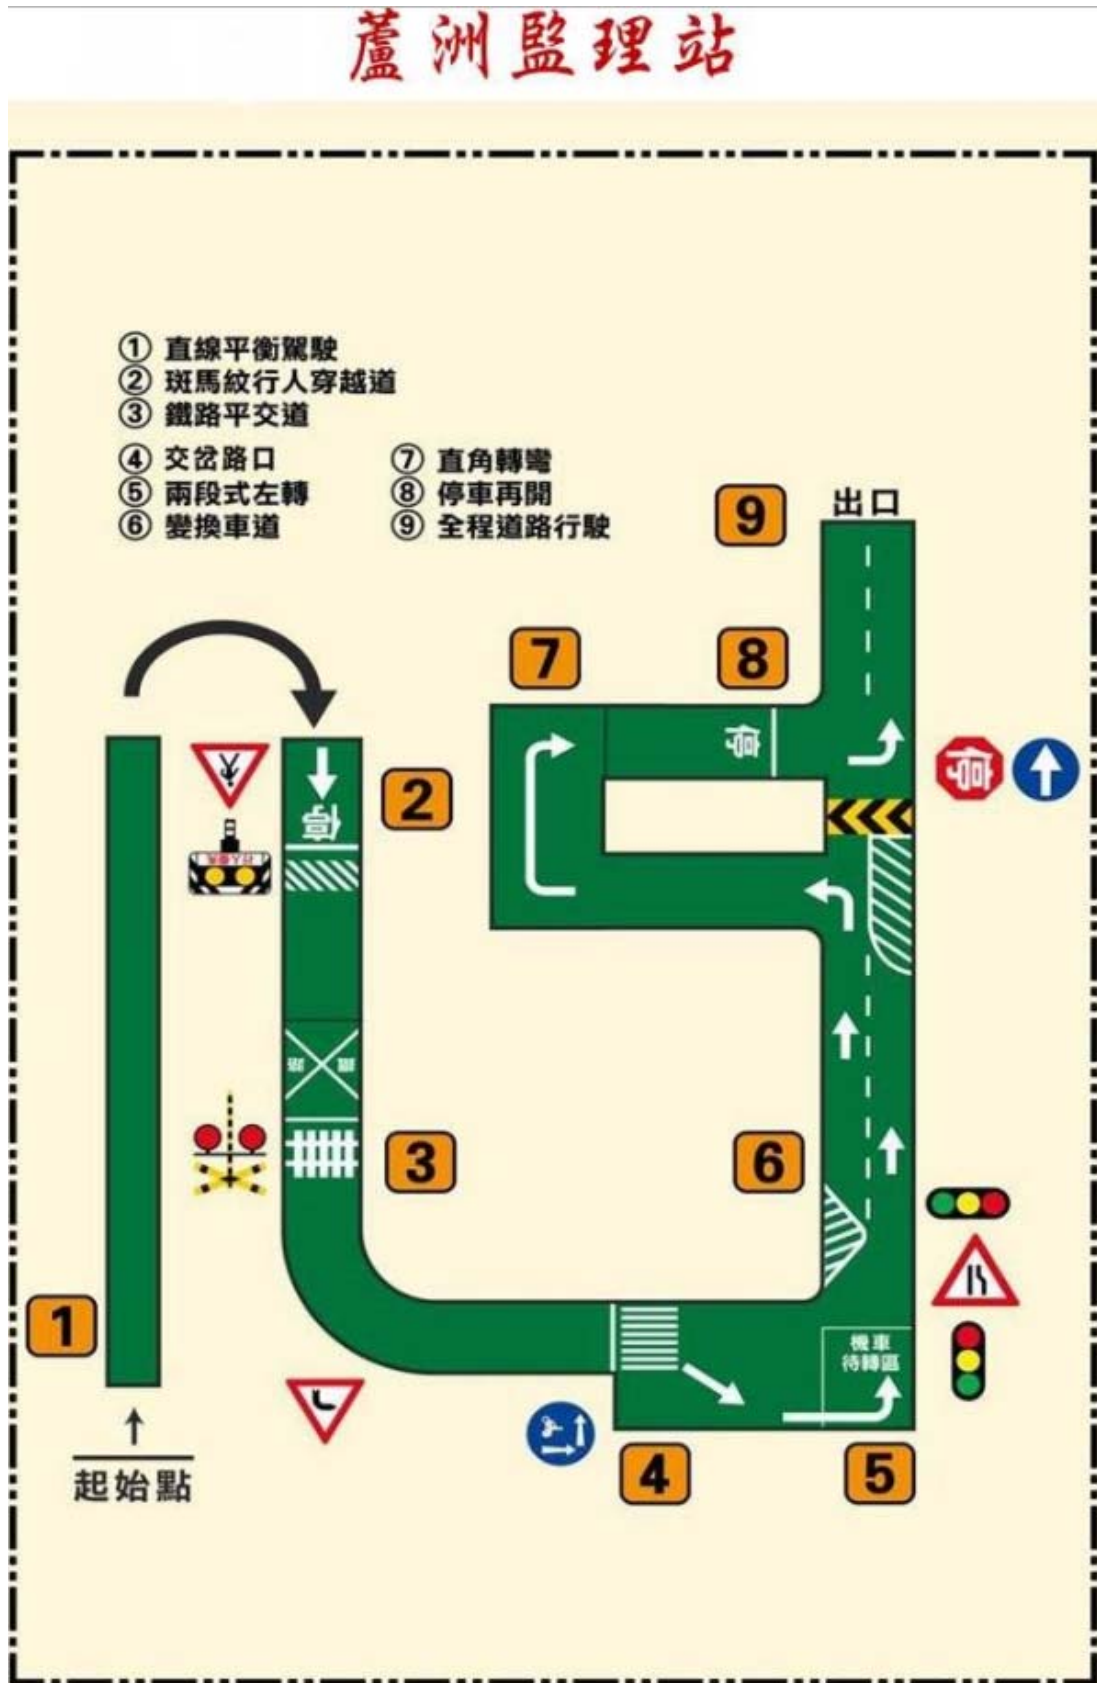 蘆洲監理站
① 直線平衡駕駛
② 斑馬紋行人穿越道
③ 鐵路平交道
④ 交岔路口
⑤ 兩段式左轉
⑥ 變換車道
⑦ 直角轉彎
⑧ 停車再開
⑨ 全程道路行駛
9
出口
7
8
停
停
2
停
鐵路
3
6
1
機車
待轉區
起始點
4
5